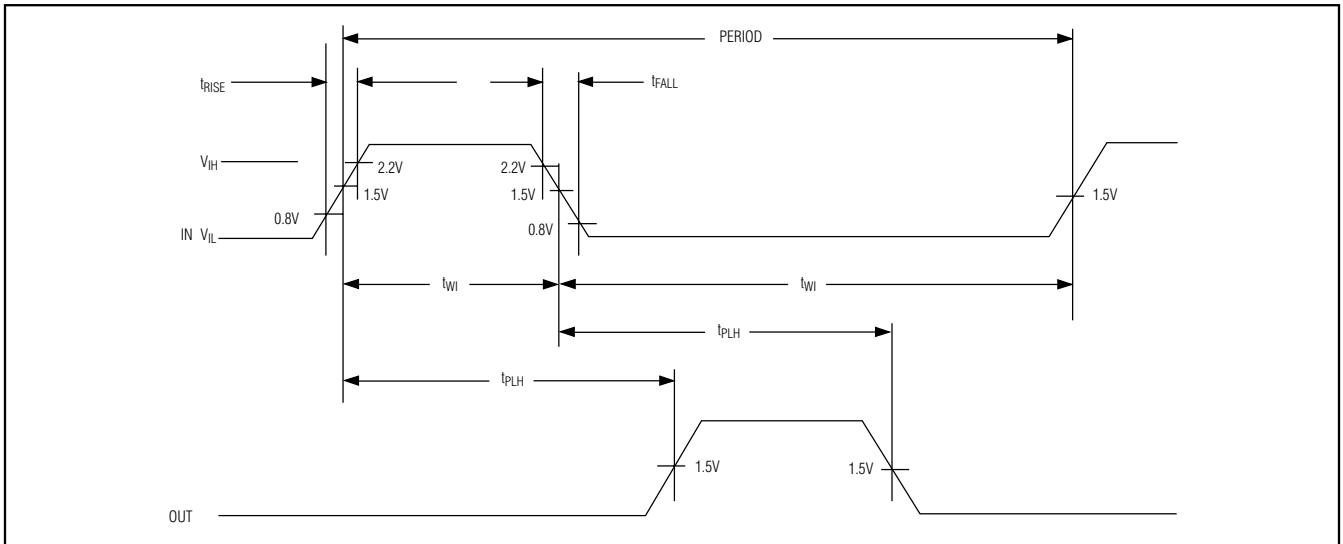 PERIOD
tRISE
tFALL
VIH
2.2V
2.2V
1.5V
1.5V
1.5V
0.8V
0.8V
IN VIL
tWI
tWI
tPLH
tPLH
1.5V
1.5V
OUT